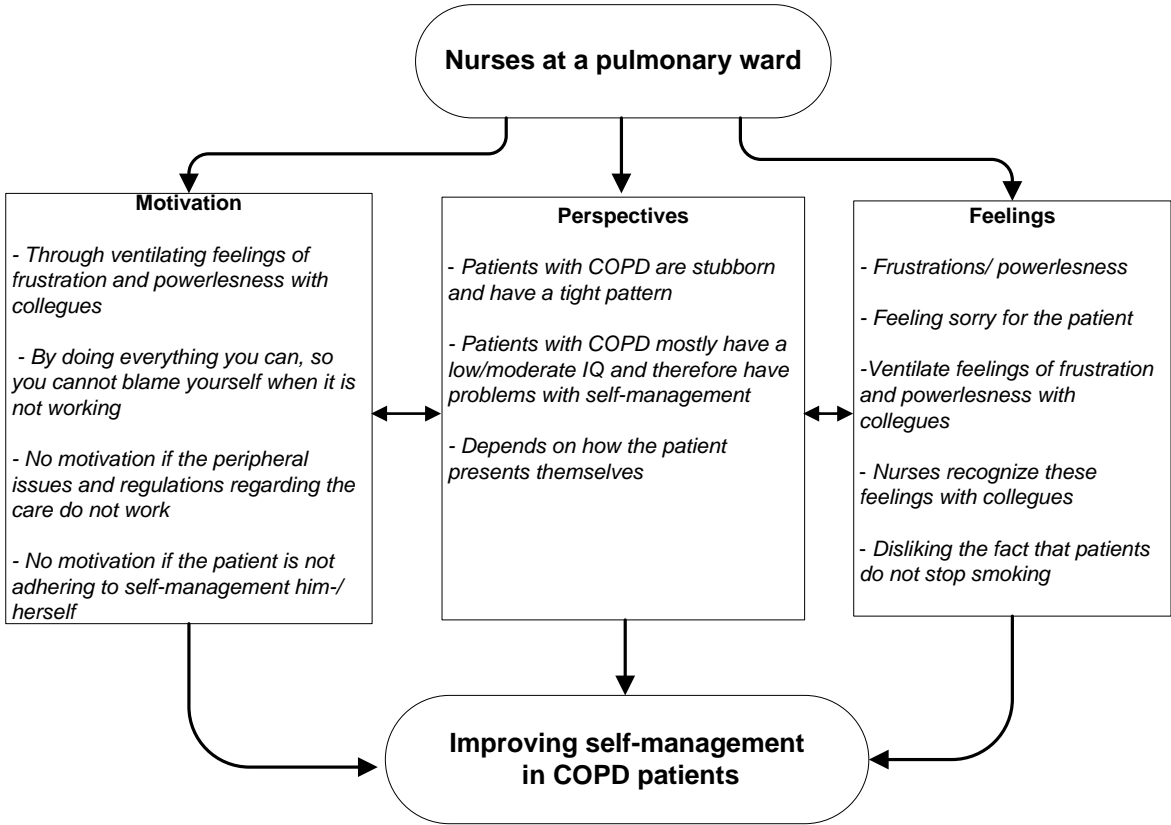 Nurses at a pulmonary ward
Motivation
- Through ventilating feelings of
frustration and powerlesness with
collegues
- By doing everything you can, so
you cannot blame yourself when it is
not working
- No motivation if the peripheral
issues and regulations regarding the
care do not work
- No motivation if the patient is not
adhering to self-management him-/
herself
Perspectives
- Patients with COPD are stubborn
and have a tight pattern
- Patients with COPD mostly have a
low/moderate IQ and therefore have
problems with self-management
- Depends on how the patient
presents themselves
Feelings
- Frustrations/ powerlesness
- Feeling sorry for the patient
-Ventilate feelings of frustration
and powerlesness with
collegues
- Nurses recognize these
feelings with collegues
- Disliking the fact that patients
do not stop smoking
Improving self-management
in COPD patients